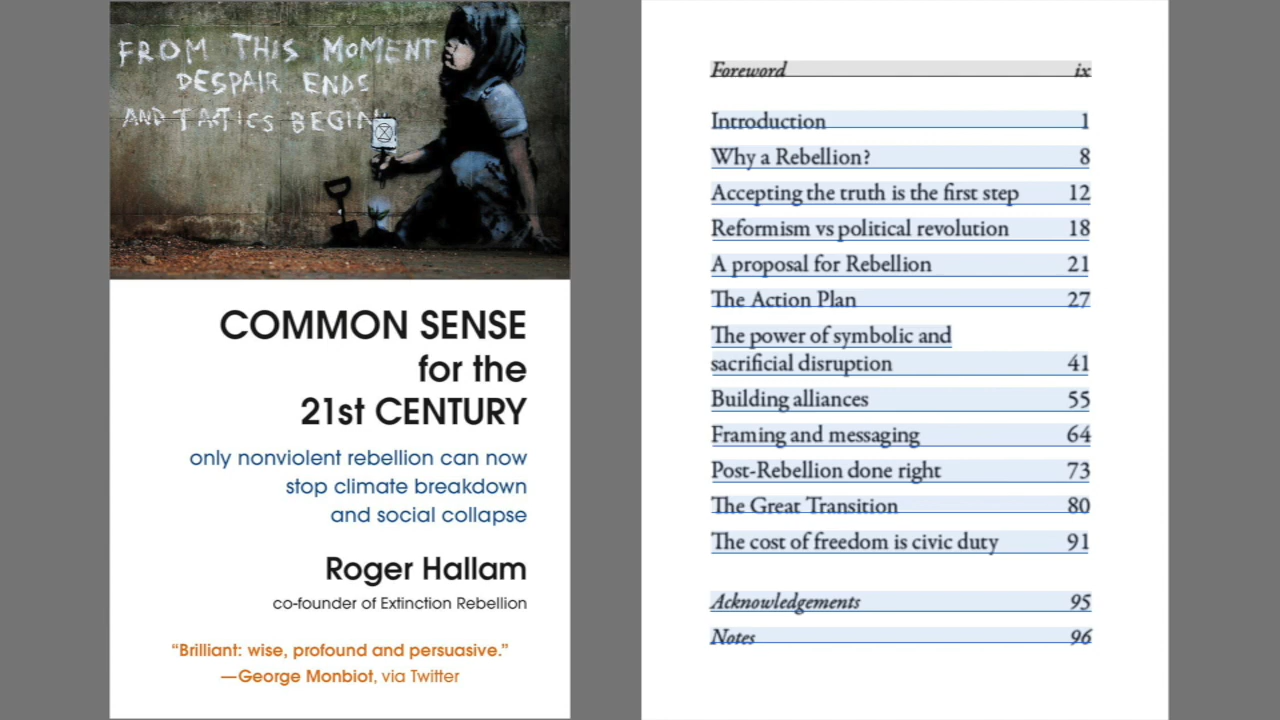 FROM THIS MOMENT
DESPAIR ENDS
AND TACTICS BEGIN
COMMON SENSE
for the
21st CENTURY
only nonviolent rebellion can now
stop climate breakdown
and social collapse
Roger Hallam
co-founder of Extinction Rebellion
“Brilliant: wise, profound and persuasive.”
—George Monbiot, via Twitter
Foreword ix
Introduction 1
Why a Rebellion? 8
Accepting the truth is the first step 12
Reformism vs political revolution 18
A proposal for Rebellion 21
The Action Plan 27
The power of symbolic and
sacrificial disruption 41
Building alliances 55
Framing and messaging 64
Post-Rebellion done right 73
The Great Transition 80
The cost of freedom is civic duty 91
Acknowledgements 95
Notes 96